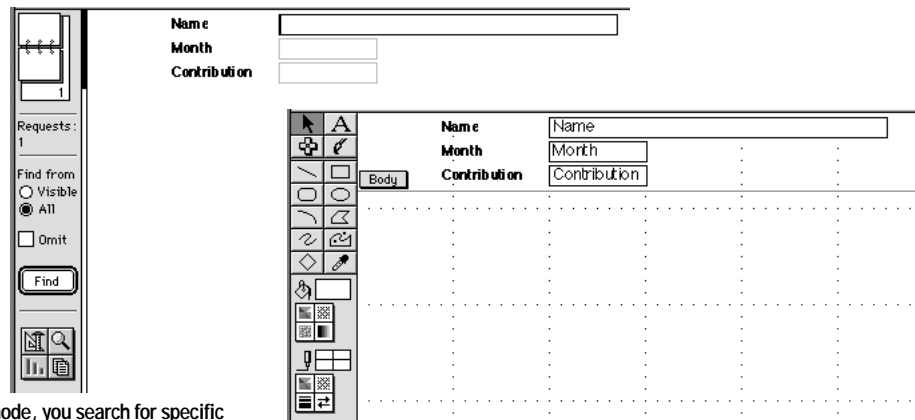 Name
Month
Contribution
1
Requests:
1
Find from
Visible
All
Omit
Find
A
Name Name
Month Month
Body Contribution Contribution
node, you search for specific